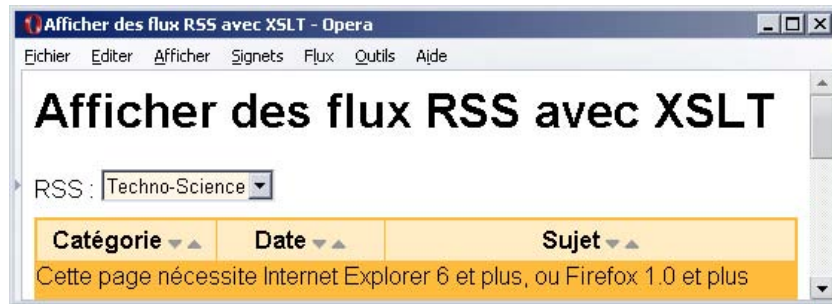 Afficher des flux RSS avec XSLT - Opera
Fichier Editer Afficher Signets Flux Outils Aide
Afficher des flux RSS avec XSLT
RSS : Techno-Science
Catégorie Date Sujet
Cette page nécessite Internet Explorer 6 et plus, ou Firefox 1.0 et plus